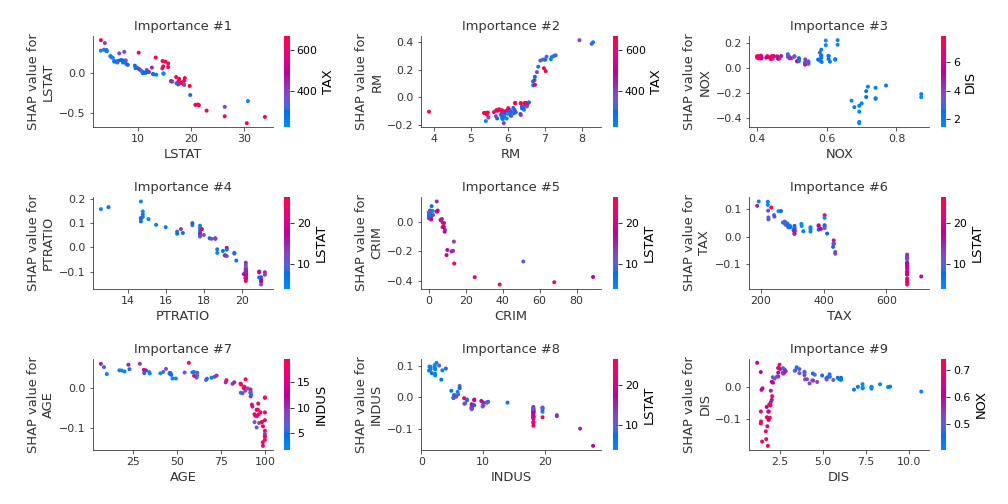 Importance #1
Importance #2
Importance #3
SHAP value for
LSTAT
0.0
−0.5
10
20
30
LSTAT
600
400
TAX
SHAP value for
RM
0.4
0.2
0.0
−0.2
4
5
6
7
8
RM
600
400
TAX
SHAP value for
NOX
0.2
0.0
−0.2
−0.4
0.4
0.6
0.8
NOX
6
4
2
DIS
Importance #4
Importance #5
Importance #6
SHAP value for
PTRATIO
0.2
0.1
0.0
−0.1
14
16
18
20
PTRATIO
20
10
LSTAT
SHAP value for
CRIM
0.0
−0.2
−0.4
0
20
40
60
80
CRIM
20
10
LSTAT
SHAP value for
TAX
0.1
0.0
−0.1
200
400
600
TAX
20
10
LSTAT
Importance #7
Importance #8
Importance #9
SHAP value for
AGE
0.0
−0.1
25
50
75
100
AGE
15
10
5
INDUS
SHAP value for
INDUS
0.1
0.0
−0.1
0
10
20
INDUS
20
10
LSTAT
SHAP value for
DIS
0.0
−0.1
2.5
5.0
7.5
10.0
DIS
0.7
0.6
0.5
NOX